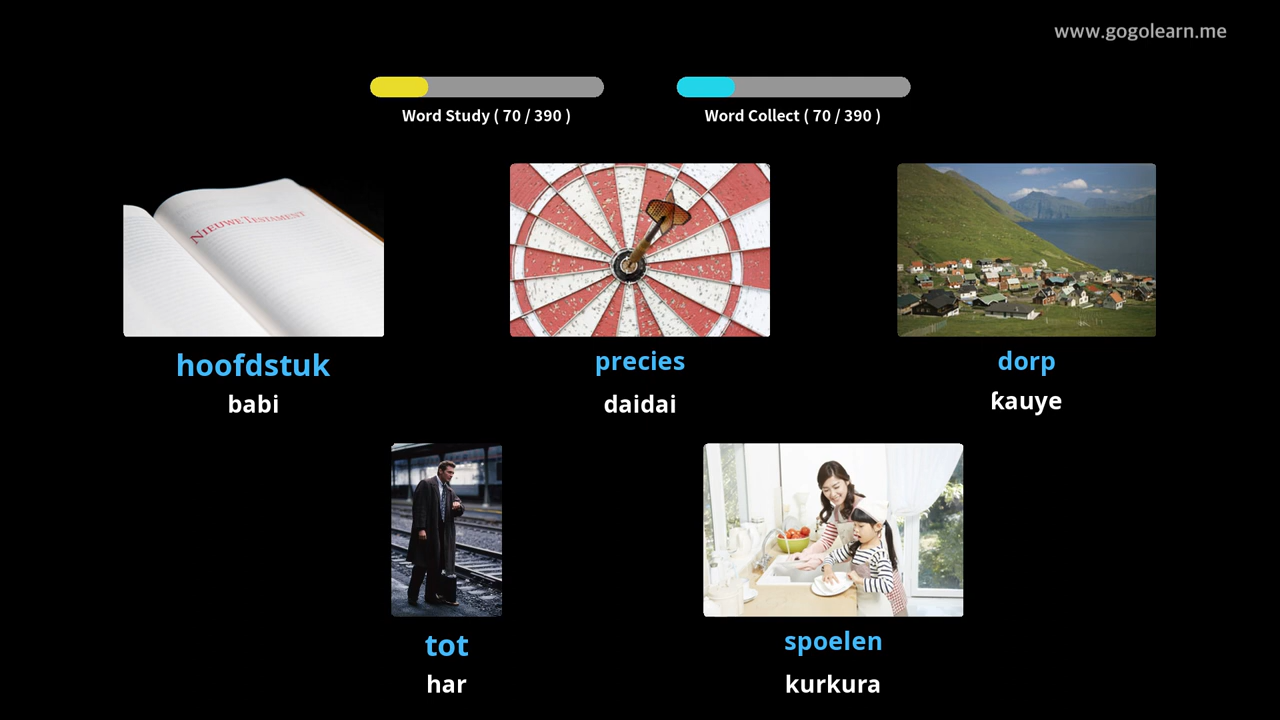 www.gogolearn.me
Word Study ( 70 / 390 )
Word Collect ( 70 / 390 )
NIEUWE TESTAMENT
hoofdstuk
babi
precies
daidai
dorp
ƙauye
tot
har
spoelen
kurkura